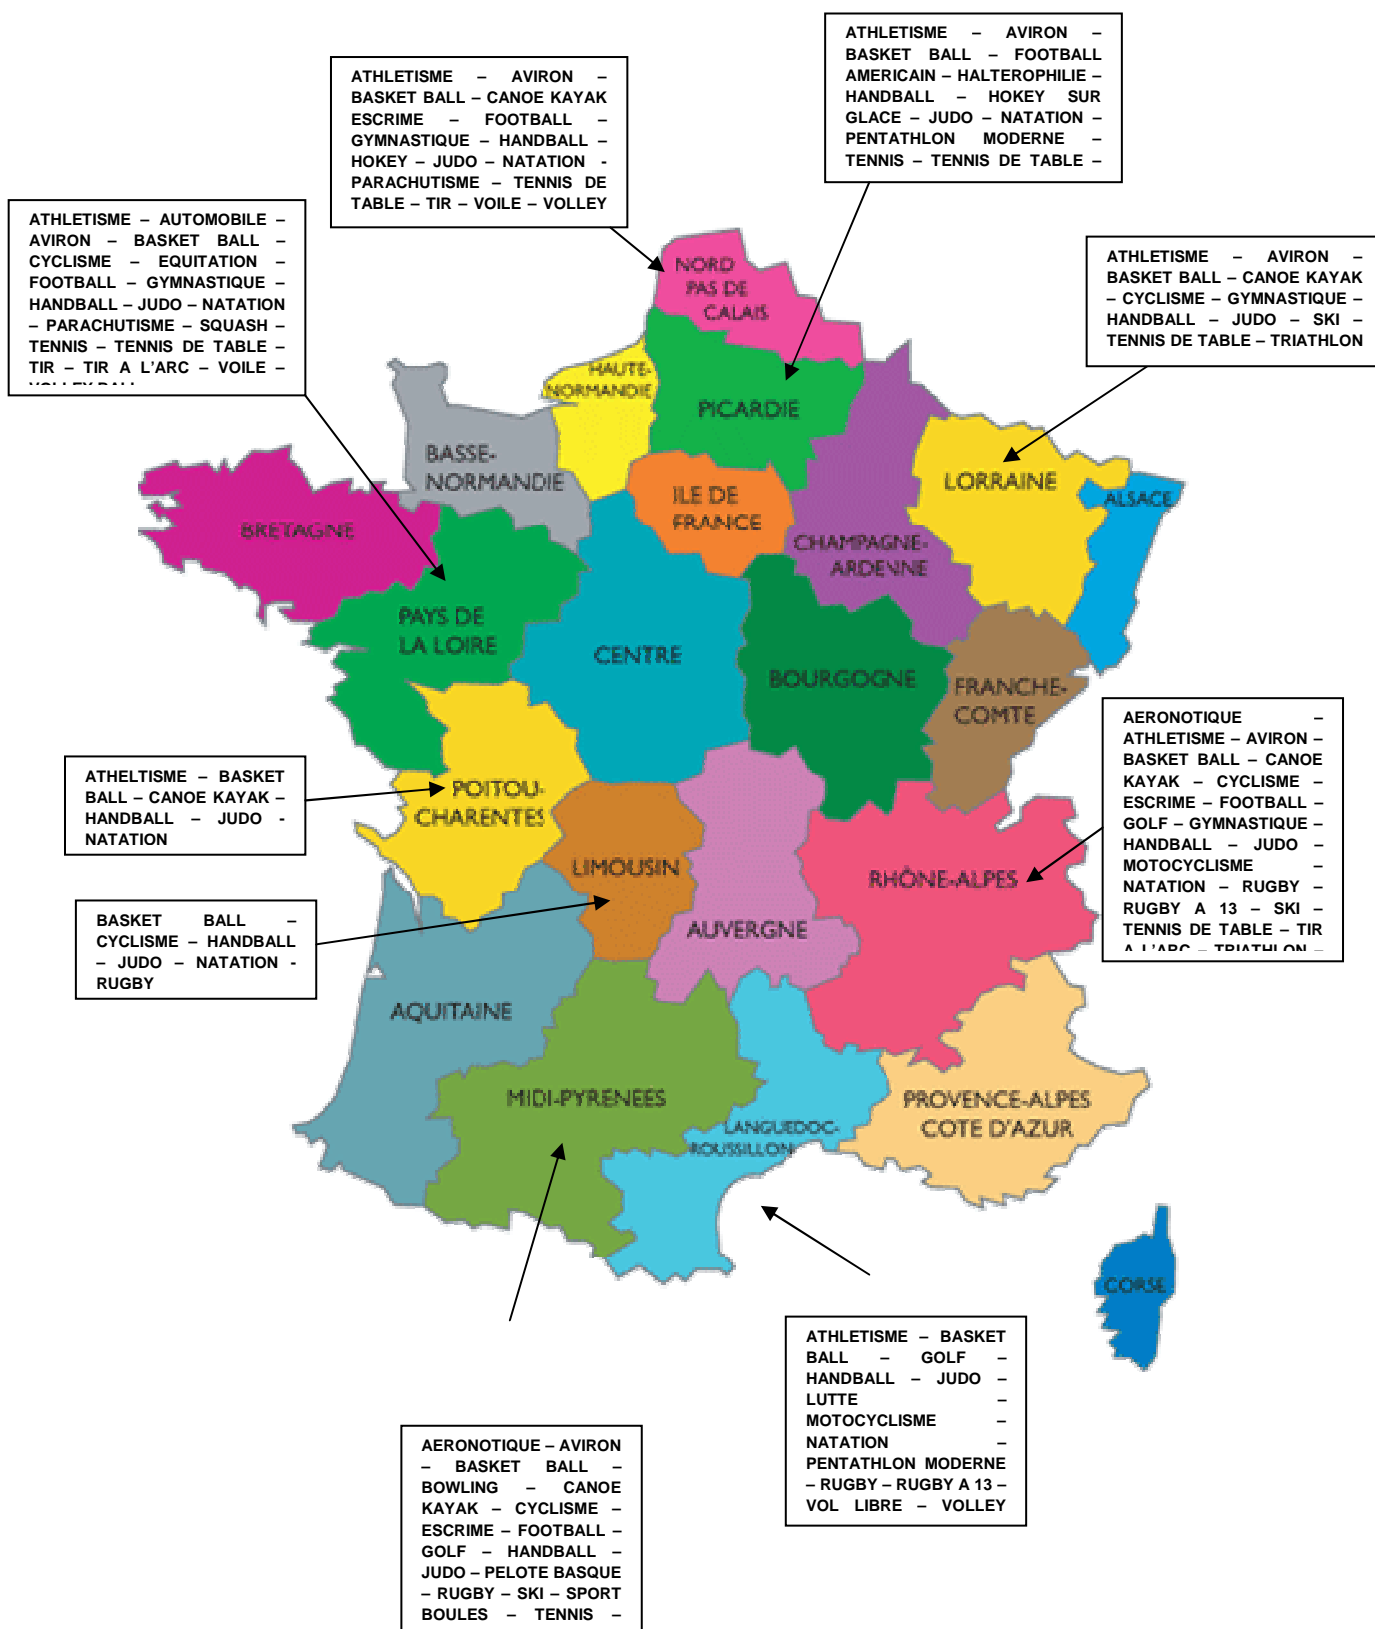 ATHLETISME – AVIRON –
BASKET BALL – FOOTBALL
AMERICAIN – HALTEROPHILIE –
HANDBALL – HOKEY SUR
GLACE – JUDO – NATATION –
PENTATHLON MODERNE –
TENNIS – TENNIS DE TABLE –
ATHLETISME – AVIRON –
BASKET BALL – CANOE KAYAK
ESCRIME – FOOTBALL –
GYMNASTIQUE – HANDBALL –
HOKEY – JUDO – NATATION -
PARACHUTISME – TENNIS DE
TABLE – TIR – VOILE – VOLLEY
ATHLETISME – AUTOMOBILE –
AVIRON – BASKET BALL –
CYCLISME – EQUITATION –
FOOTBALL – GYMNASTIQUE –
HANDBALL – JUDO – NATATION
– PARACHUTISME – SQUASH –
TENNIS – TENNIS DE TABLE –
TIR – TIR A L'ARC – VOILE –
VOLLEY BALL
ATHLETISME – AVIRON –
BASKET BALL – CANOE KAYAK
– CYCLISME – GYMNASTIQUE –
HANDBALL – JUDO – SKI –
TENNIS DE TABLE – TRIATHLON
NORD
PAS DE
CALAIS
HAUTE-
NORMANDIE
PICARDIE
BASSE-
NORMANDIE
ILE DE
FRANCE
CHAMPAGNE-
ARDENNE
LORRAINE
ALSACE
BRETAGNE
PAYS DE
LA LOIRE
CENTRE
BOURGOGNE
FRANCHE-
COMTE
POITOU-
CHARENTES
LIMOUSIN
AUVERGNE
RHÔNE-ALPES
AQUITAINE
MIDI-PYRENEES
LANGUEDOC-
ROUSSILLON
PROVENCE-ALPES
COTE D'AZUR
CORSE
AERONOTIQUE –
ATHLETISME – AVIRON –
BASKET BALL – CANOE
KAYAK – CYCLISME –
ESCRIME – FOOTBALL –
GOLF – GYMNASTIQUE –
HANDBALL – JUDO –
MOTOCYCLISME –
NATATION – RUGBY –
RUGBY A 13 – SKI –
TENNIS DE TABLE – TIR
A L'ARC – TRIATHLON –
ATHELTISME – BASKET
BALL – CANOE KAYAK –
HANDBALL – JUDO -
NATATION
BASKET BALL –
CYCLISME – HANDBALL
– JUDO – NATATION -
RUGBY
ATHLETISME – BASKET
BALL – GOLF –
HANDBALL – JUDO –
LUTTE –
MOTOCYCLISME –
NATATION –
PENTATHLON MODERNE
– RUGBY – RUGBY A 13 –
VOL LIBRE – VOLLEY
AERONOTIQUE – AVIRON
– BASKET BALL –
BOWLING – CANOE
KAYAK – CYCLISME –
ESCRIME – FOOTBALL –
GOLF – HANDBALL –
JUDO – PELOTE BASQUE
– RUGBY – SKI – SPORT
BOULES – TENNIS –